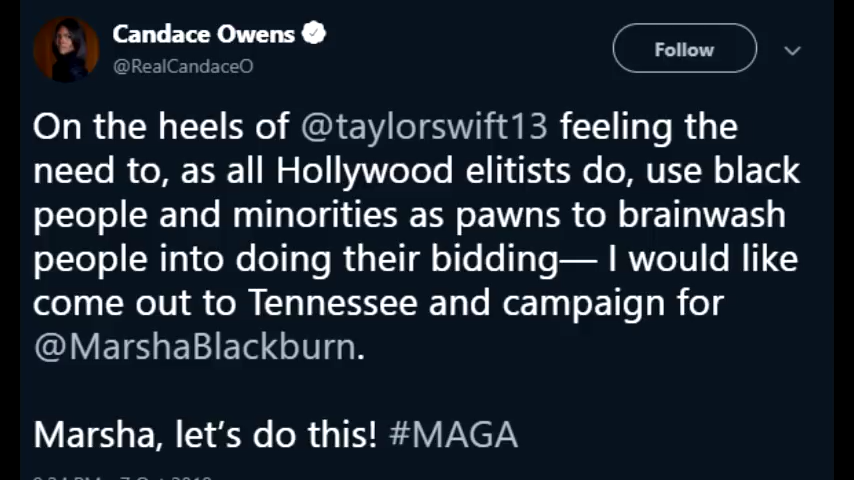 Candace Owens
@RealCandaceO
Follow
On the heels of @taylorswift13 feeling the
need to, as all Hollywood elitists do, use black
people and minorities as pawns to brainwash
people into doing their bidding— I would like
come out to Tennessee and campaign for
@MarshaBlackburn.
Marsha, let’s do this! #MAGA